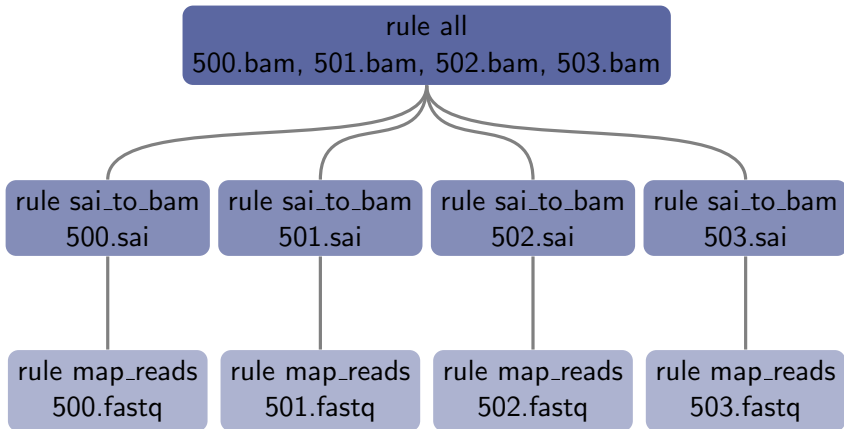 rule all
500.bam, 501.bam, 502.bam, 503.bam
rule sai_to_bam
500.sai
rule sai_to_bam
501.sai
rule sai_to_bam
502.sai
rule sai_to_bam
503.sai
rule map_reads
500.fastq
rule map_reads
501.fastq
rule map_reads
502.fastq
rule map_reads
503.fastq